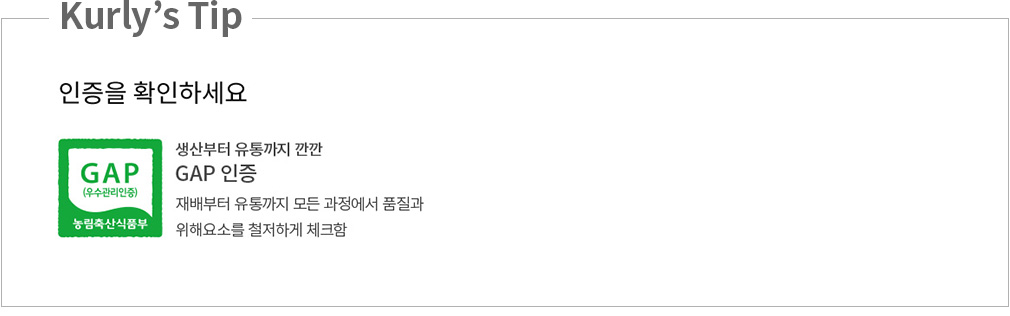 Kurly’s Tip
인증을 확인하세요
GAP
(우수관리인증)
농림축산식품부
생산부터 유통까지 깐깐
GAP 인증
재배부터 유통까지 모든 과정에서 품질과
위해요소를 철저하게 체크함